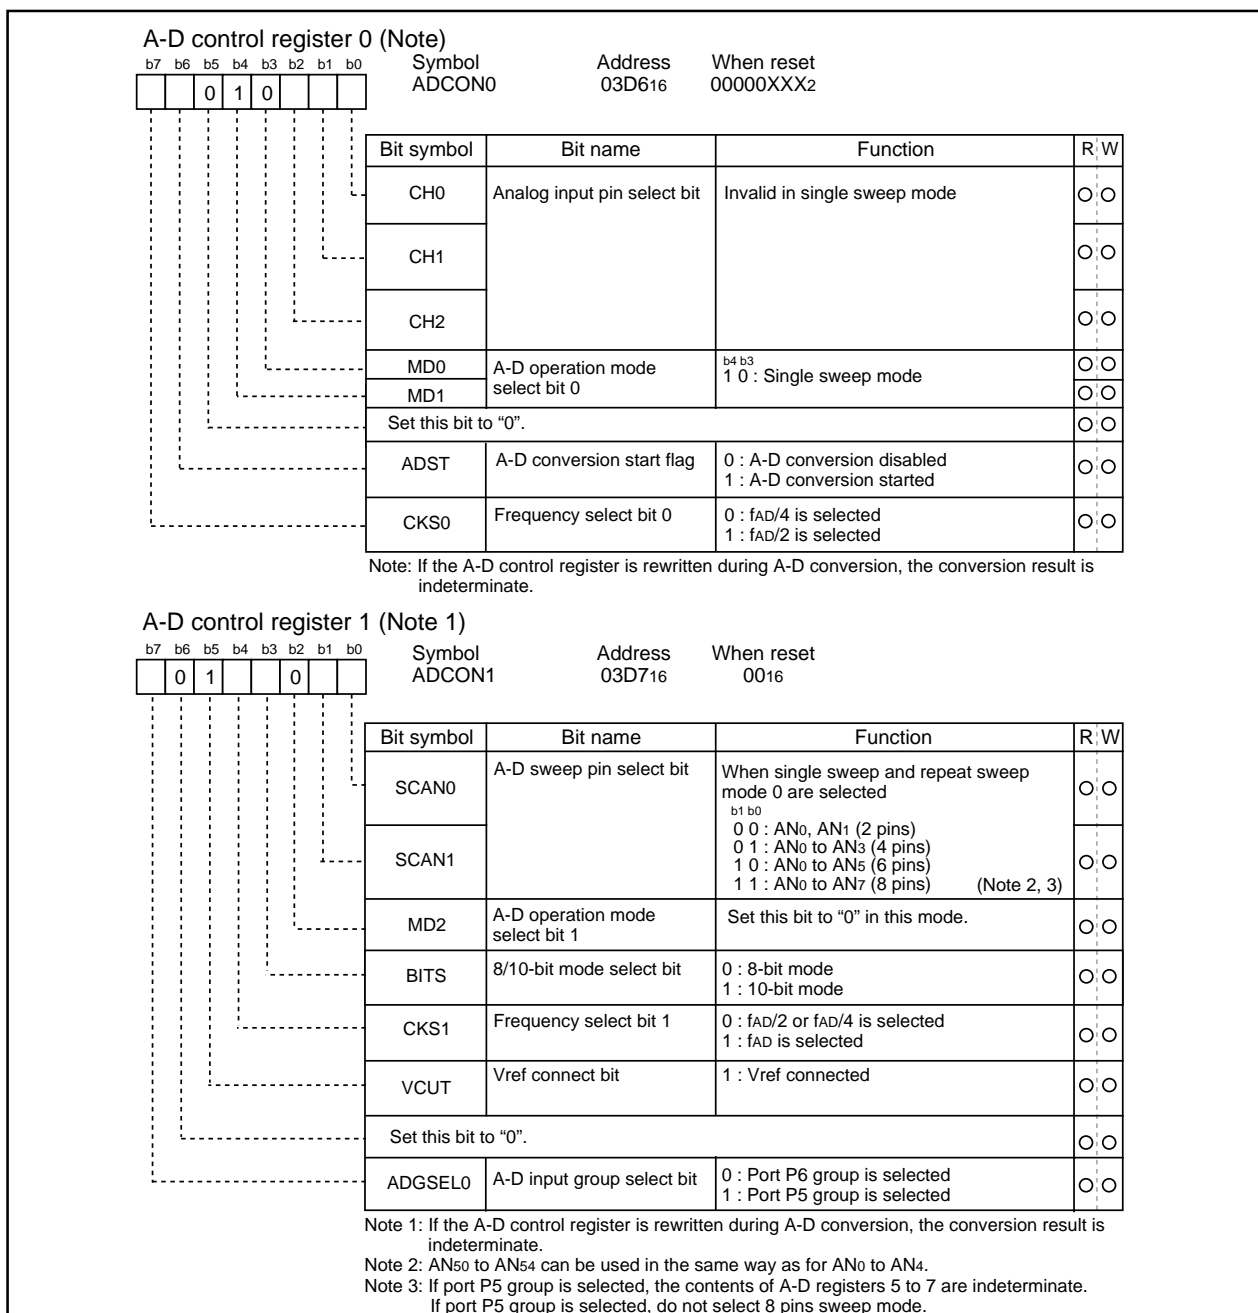 A-D control register 0 (Note)
b7 b6 b5 b4 b3 b2 b1 b0
0 1 0
Symbol Address When reset
ADCON0 03D616 00000XXX2
Bit symbol Bit name Function R W
CH0 Analog input pin select bit Invalid in single sweep mode
CH1
CH2
MD0 A-D operation mode select bit 0 b4 b3
MD1 1 0 : Single sweep mode
Set this bit to “0”.
ADST A-D conversion start flag 0 : A-D conversion disabled
1 : A-D conversion started
CKS0 Frequency select bit 0 0 : fAD/4 is selected
1 : fAD/2 is selected
Note: If the A-D control register is rewritten during A-D conversion, the conversion result is
indeterminate.
A-D control register 1 (Note 1)
b7 b6 b5 b4 b3 b2 b1 b0
0 1 0
Symbol Address When reset
ADCON1 03D716 0016
Bit symbol Bit name Function R W
SCAN0 A-D sweep pin select bit When single sweep and repeat sweep
mode 0 are selected
b1 b0
0 0 : AN0, AN1 (2 pins)
0 1 : AN0 to AN3 (4 pins)
SCAN1 1 0 : AN0 to AN5 (6 pins)
1 1 : AN0 to AN7 (8 pins) (Note 2, 3)
MD2 A-D operation mode select bit 1 Set this bit to “0” in this mode.
BITS 8/10-bit mode select bit 0 : 8-bit mode
1 : 10-bit mode
CKS1 Frequency select bit 1 0 : fAD/2 or fAD/4 is selected
1 : fAD is selected
VCUT Vref connect bit 1 : Vref connected
Set this bit to “0”.
ADGSEL0 A-D input group select bit 0 : Port P6 group is selected
1 : Port P5 group is selected
Note 1: If the A-D control register is rewritten during A-D conversion, the conversion result is
indeterminate.
Note 2: AN50 to AN54 can be used in the same way as for AN0 to AN4.
Note 3: If port P5 group is selected, the contents of A-D registers 5 to 7 are indeterminate.
If port P5 group is selected, do not select 8 pins sweep mode.